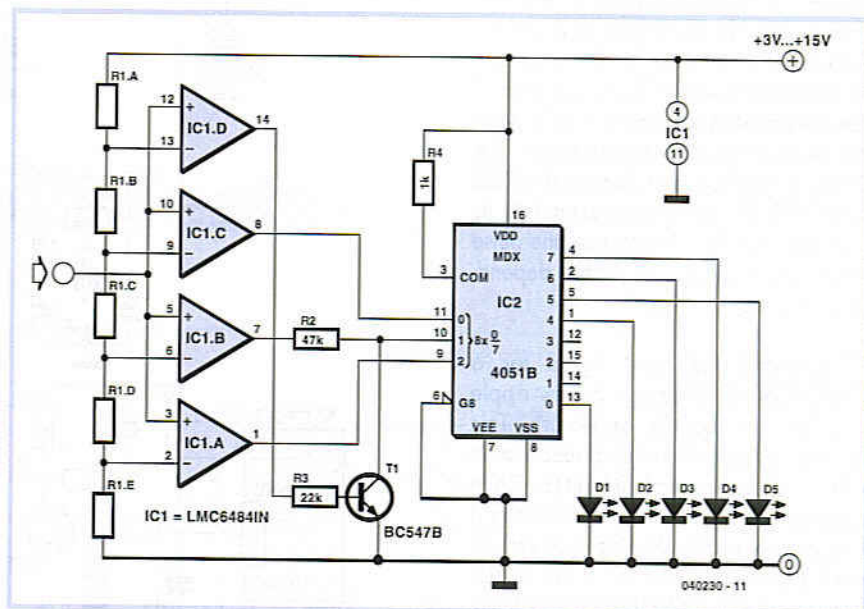 +3V...+15V
+
R1.A
12
+
IC1.D
14
13
−
4
IC1
11
R4
1k
R1.B
10
+
IC1.C
8
9
−
16
VDD
MDX
7
4
3
COM
6
2
IC2
5
5
4
1
R1.C
5
+
IC1.B
7
6
−
R2
47k
11
0
10
1
8x 0/7
9
2
3
12
4051B
2
15
1
14
6
G8
0
13
VEE
VSS
7
8
R1.D
3
+
IC1.A
1
2
−
T1
R3
22k
BC547B
D1
D2
D3
D4
D5
R1.E
IC1 = LMC6484IN
0
040230 - 11